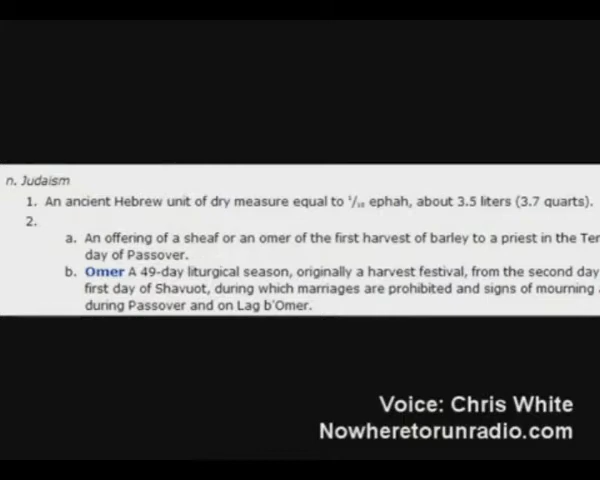 n. Judaism
1. An ancient Hebrew unit of dry measure equal to 1/10 ephah, about 3.5 liters (3.7 quarts).
2.
a. An offering of a sheaf or an omer of the first harvest of barley to a priest in the Ter
day of Passover.
b. Omer A 49-day liturgical season, originally a harvest festival, from the second day
first day of Shavuot, during which marriages are prohibited and signs of mourning
during Passover and on Lag b'Omer.
Voice: Chris White
Nowheretorunradio.com